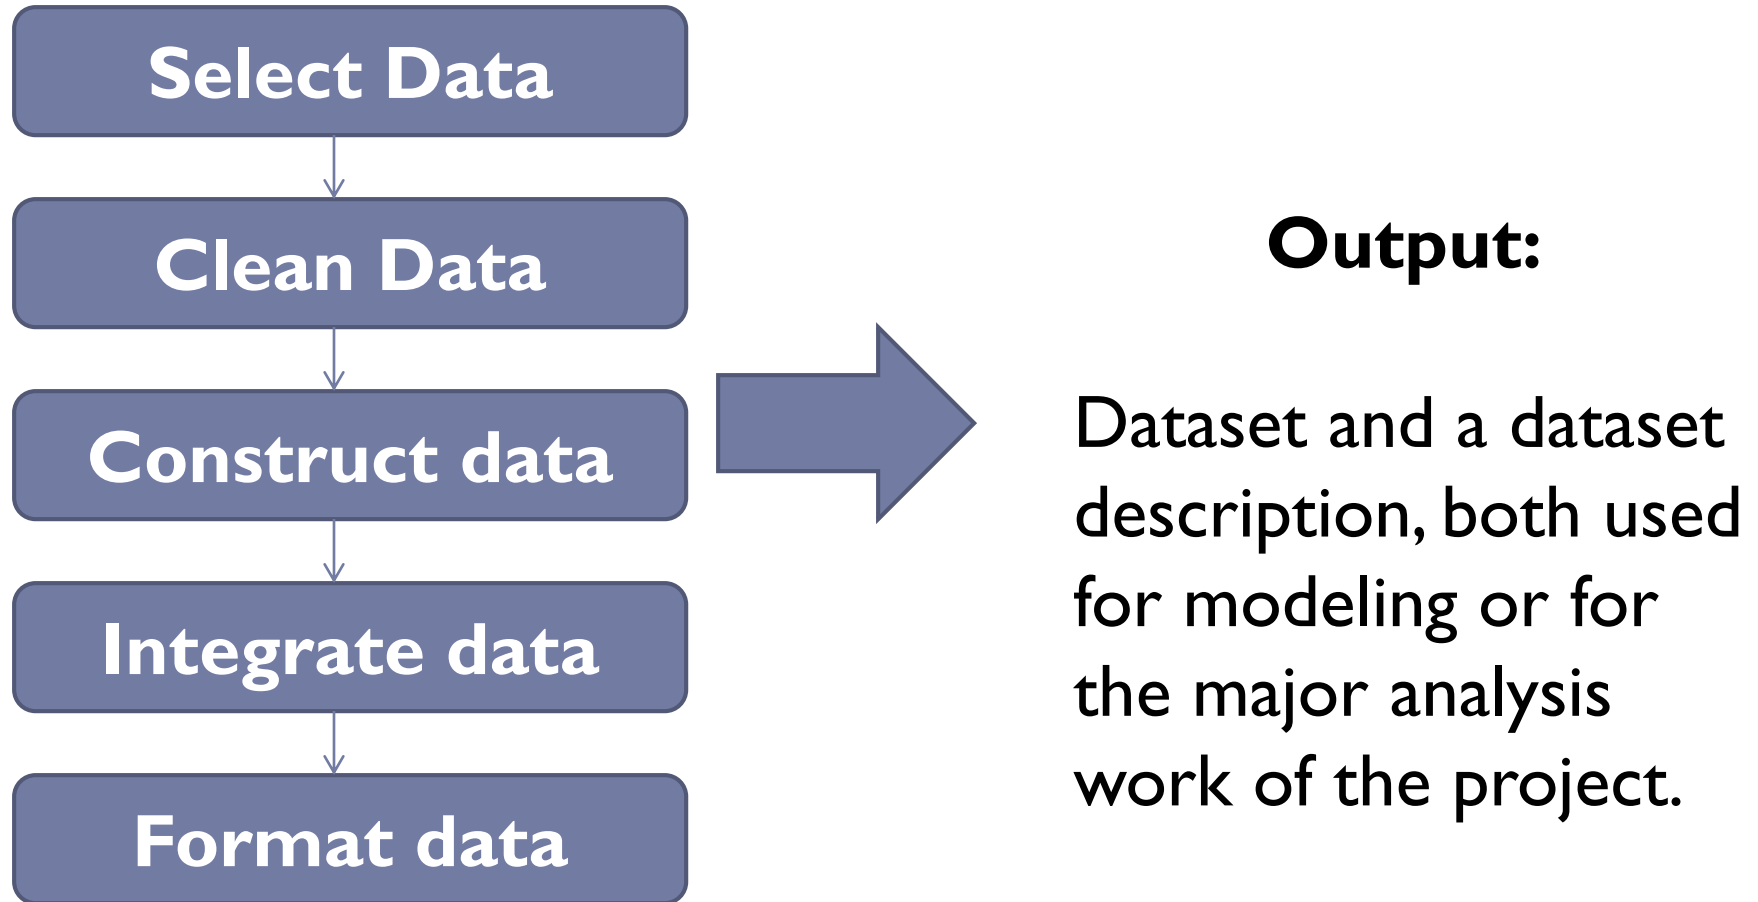 Select Data
Clean Data
Construct data
Integrate data
Format data
Output:
Dataset and a dataset
description, both used
for modeling or for
the major analysis
work of the project.